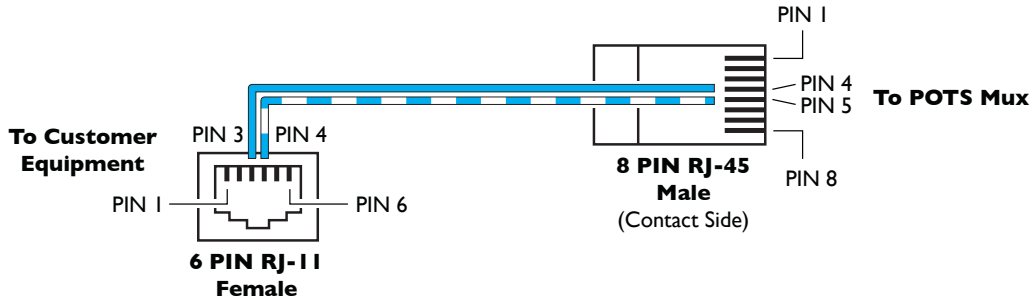 PIN 1
PIN 4
PIN 5
To POTS Mux
To Customer
Equipment
PIN 3
PIN 4
8 PIN RJ-45
Male
(Contact Side)
PIN 8
PIN 1
PIN 6
6 PIN RJ-11
Female